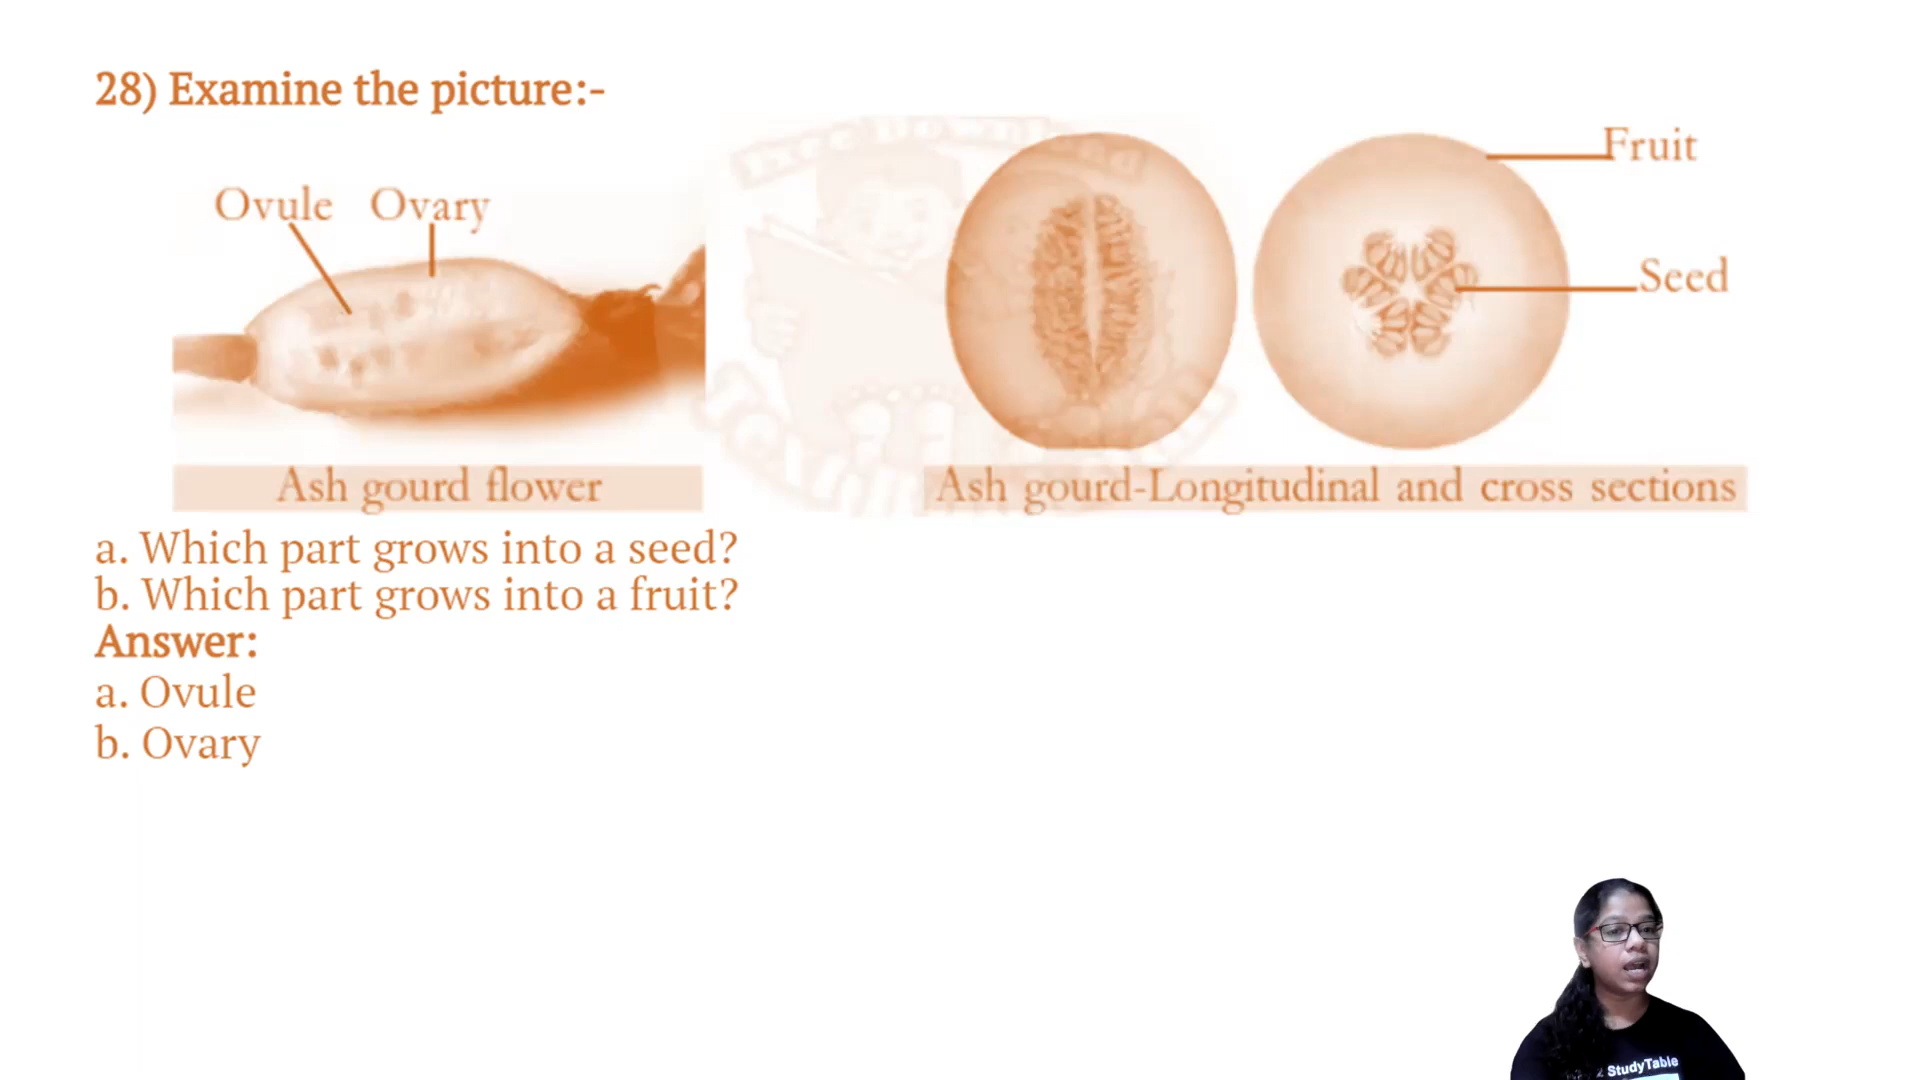 28) Examine the picture:-
Ovule Ovary
Fruit
Seed
Ash gourd flower
Ash gourd-Longitudinal and cross sections
a. Which part grows into a seed?
b. Which part grows into a fruit?
Answer:
a. Ovule
b. Ovary
StudyTable